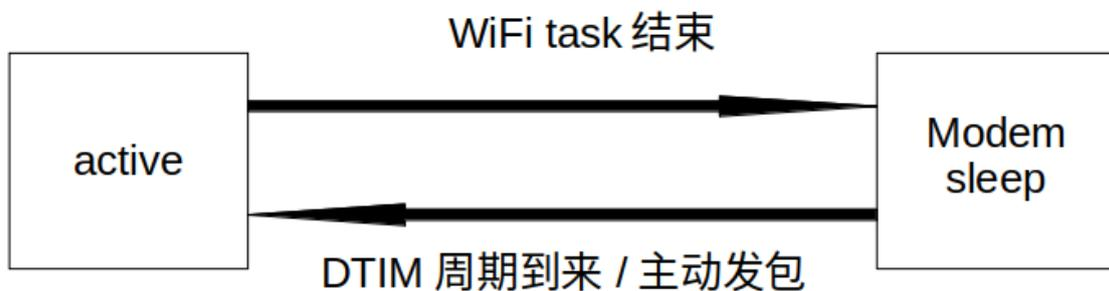 WiFi task 结束
active
Modem
sleep
DTIM 周期到来 / 主动发包